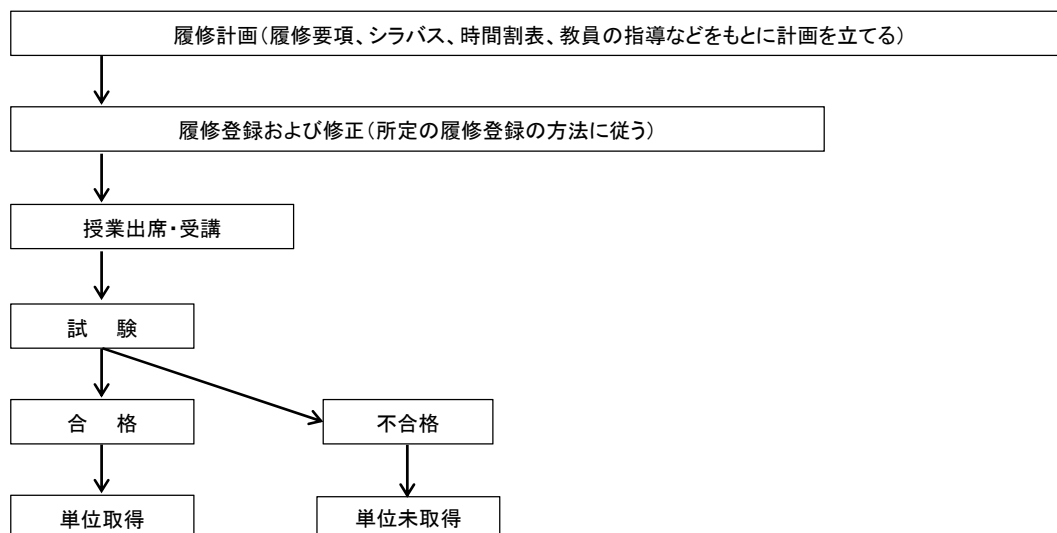 履修計画(履修要項、シラバス、時間割表、教員の指導などをもとに計画を立てる)
履修登録および修正(所定の履修登録の方法に従う)
授業出席・受講
試　験
合　格
不合格
単位取得
単位未取得